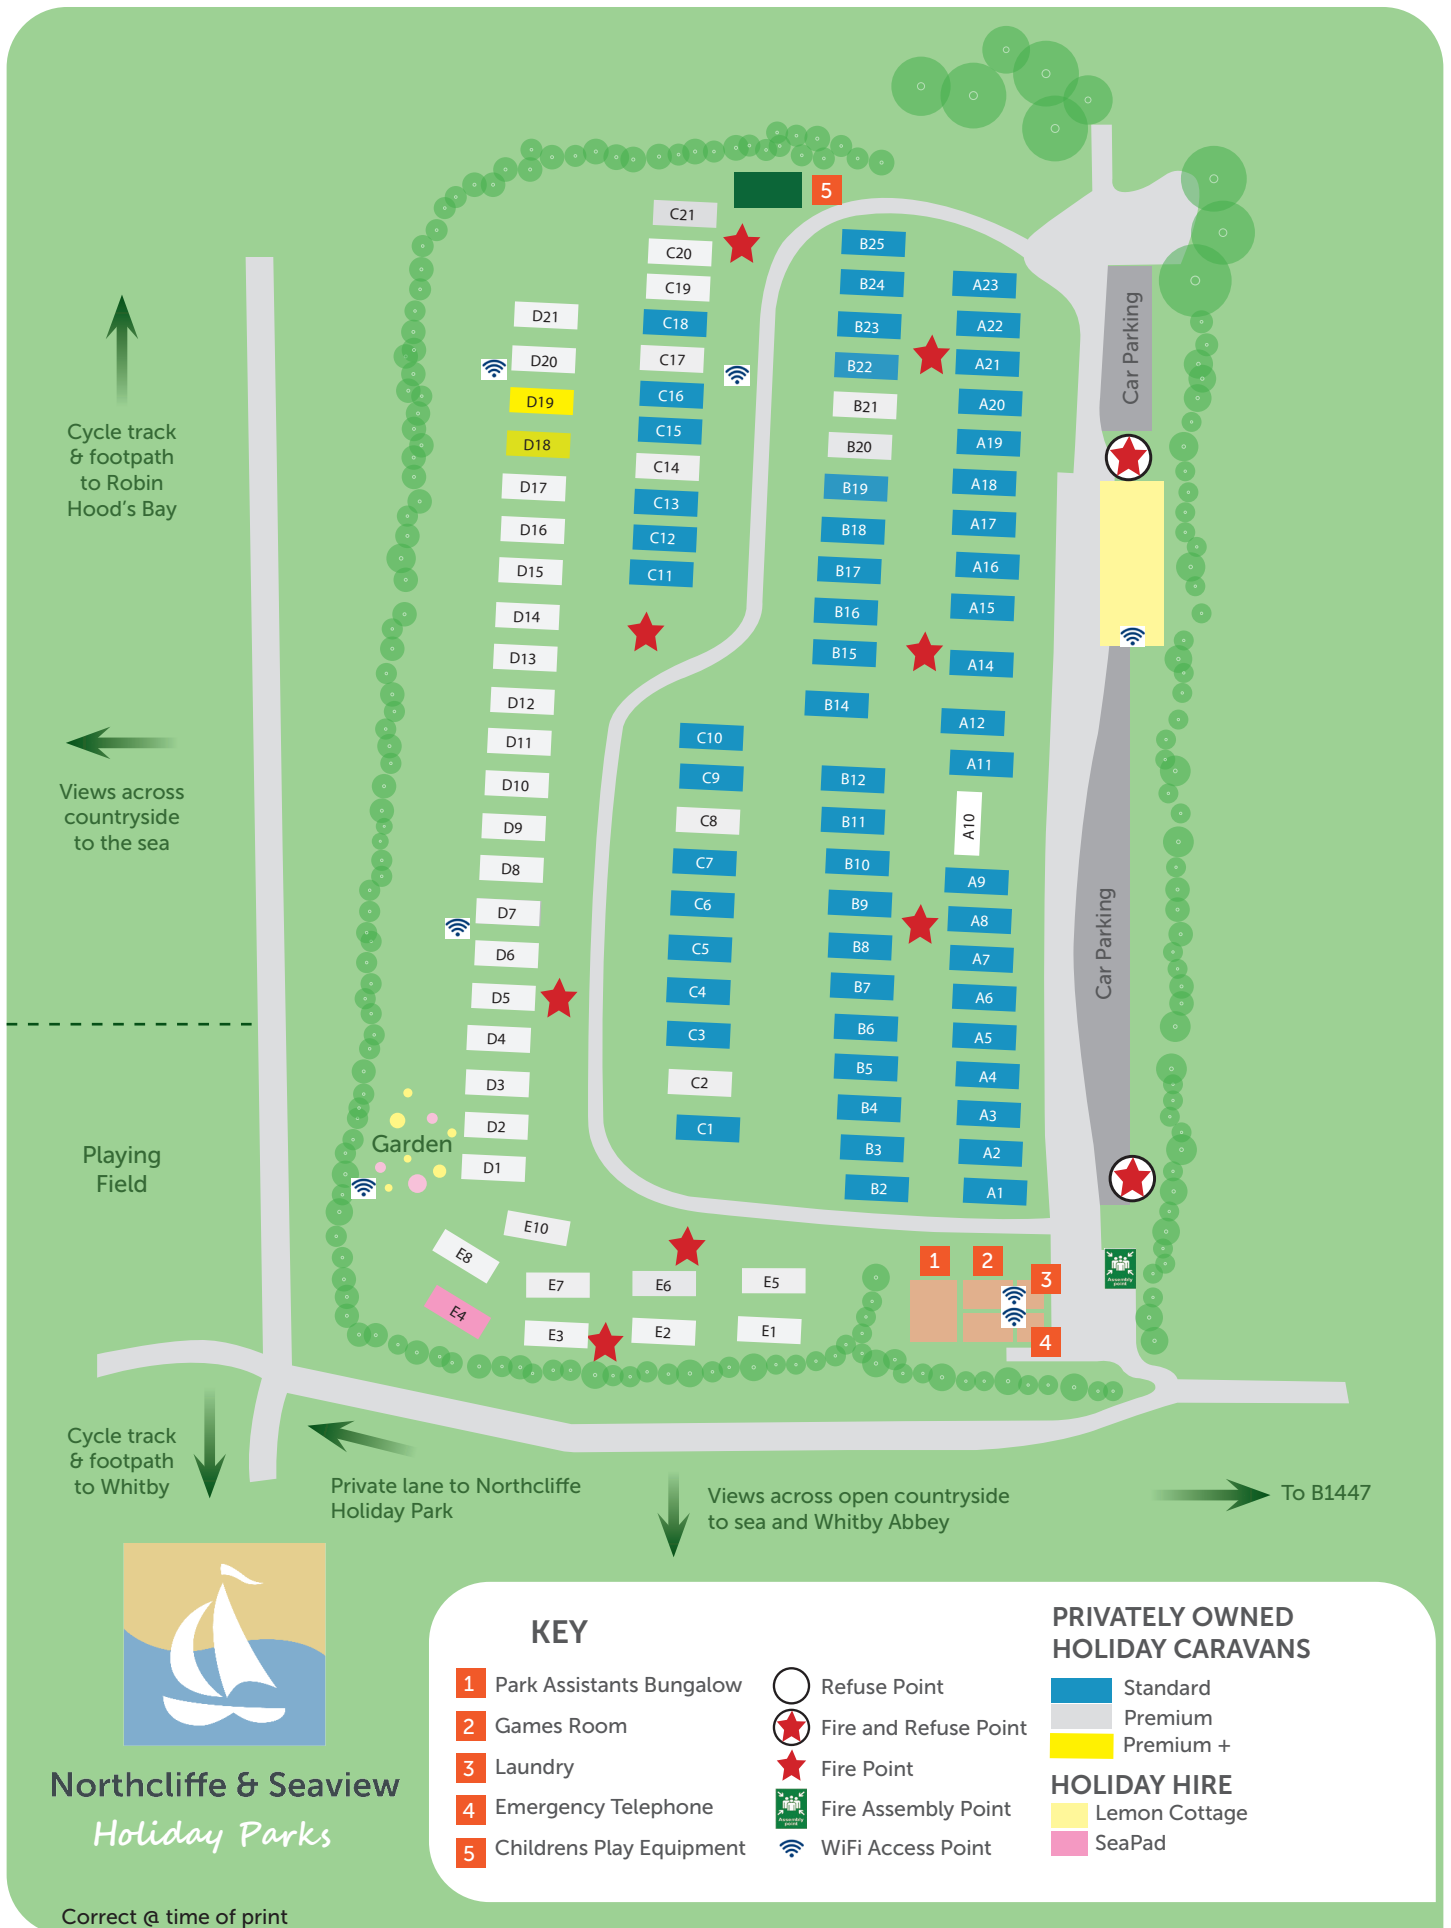 5
C21
C20
C19
C18
C17
C16
C15
C14
C13
C12
C11
D21
D20
D19
D18
D17
D16
D15
D14
D13
D12
D11
D10
D9
D8
D7
D6
D5
D4
D3
D2
D1
C10
C9
C8
C7
C6
C5
C4
C3
C2
C1
B25
B24
B23
B22
B21
B20
B19
B18
B17
B16
B15
B14
B12
B11
B10
B9
B8
B7
B6
B5
B4
B3
B2
A23
A22
A21
A20
A19
A18
A17
A16
A15
A14
A12
A11
A10
A9
A8
A7
A6
A5
A4
A3
A2
A1
Car Parking
Car Parking
Cycle track
& footpath
to Robin
Hood's Bay
Views across
countryside
to the sea
Playing
Field
Garden
E10
E8
E7
E6
E5
E4
E3
E2
E1
1
2
3
4
Assembly
point
Cycle track
& footpath
to Whitby
Private lane to Northcliffe
Holiday Park
Views across open countryside
to sea and Whitby Abbey
To B1447
Northcliffe & Seaview
Holiday Parks
Correct @ time of print
KEY
1 Park Assistants Bungalow
2 Games Room
3 Laundry
4 Emergency Telephone
5 Childrens Play Equipment
Refuse Point
Fire and Refuse Point
Fire Point
Assembly
point
Fire Assembly Point
WiFi Access Point
PRIVATELY OWNED
HOLIDAY CARAVANS
Standard
Premium
Premium +
HOLIDAY HIRE
Lemon Cottage
SeaPad